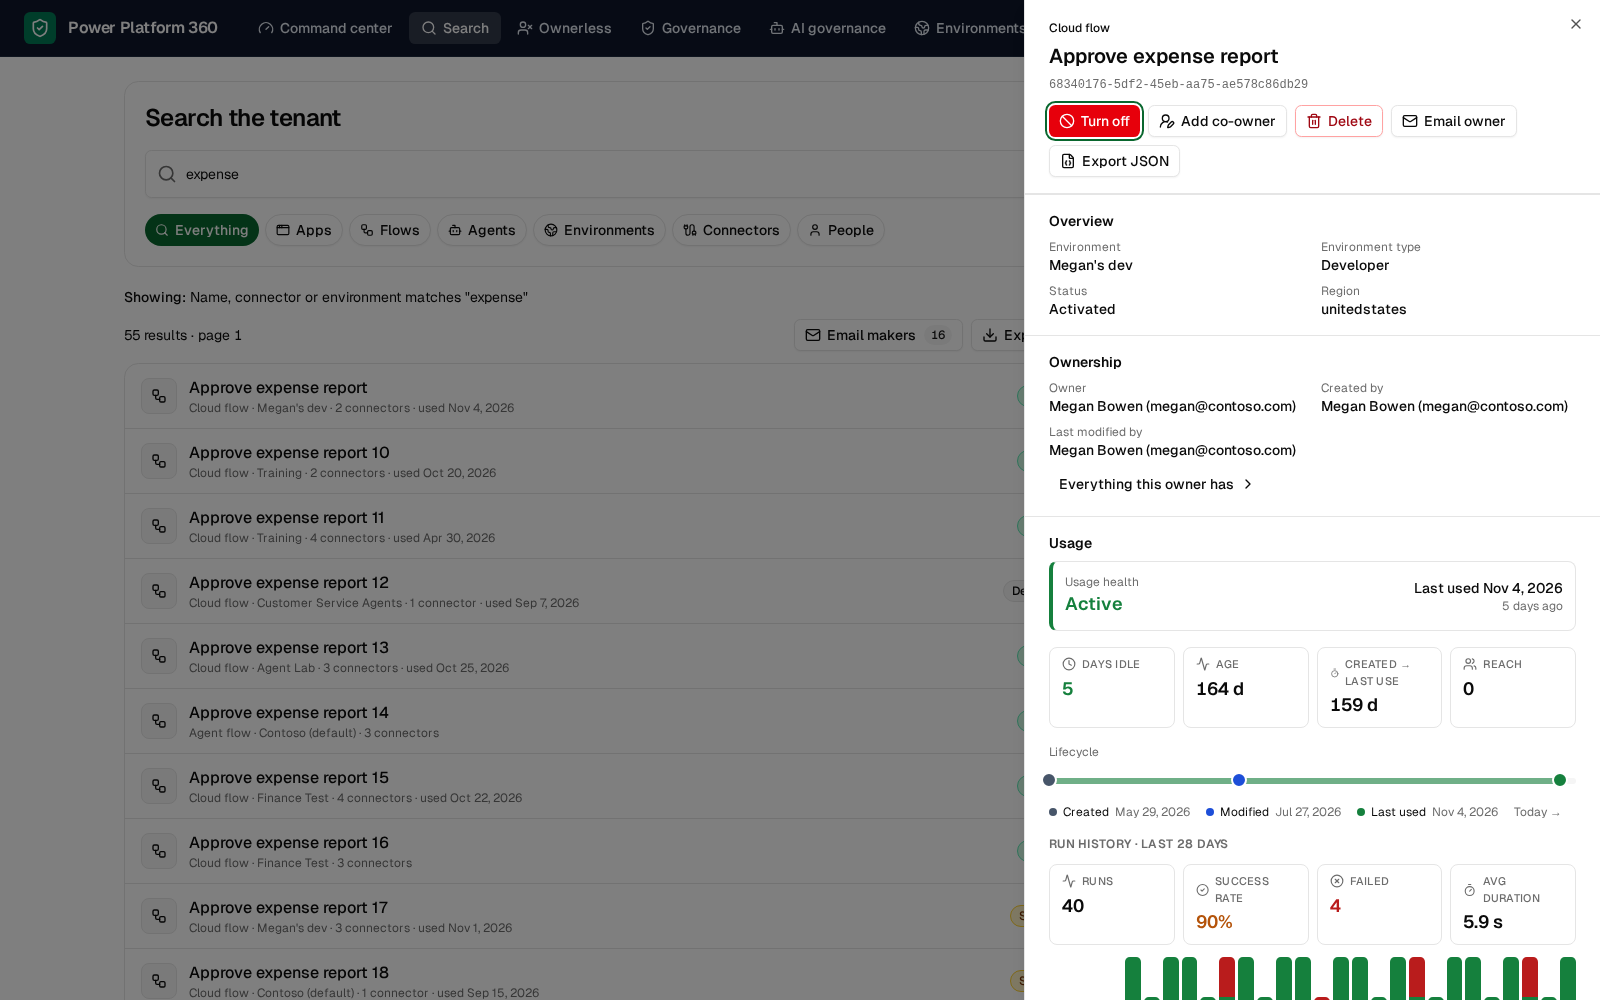 Power Platform 360
Command center
Search
Ownerless
Governance
AI governance
Environments
Search the tenant
expense
Everything
Apps
Flows
Agents
Environments
Connectors
People
Showing: Name, connector or environment matches "expense"
55 results · page 1
Email makers 16
Approve expense report
Cloud flow · Megan's dev · 2 connectors · used Nov 4, 2026
Approve expense report 10
Cloud flow · Training · 2 connectors · used Oct 20, 2026
Approve expense report 11
Cloud flow · Training · 4 connectors · used Apr 30, 2026
Approve expense report 12
Cloud flow · Customer Service Agents · 1 connector · used Sep 7, 2026
Approve expense report 13
Cloud flow · Agent Lab · 3 connectors · used Oct 25, 2026
Approve expense report 14
Agent flow · Contoso (default) · 3 connectors
Approve expense report 15
Cloud flow · Finance Test · 4 connectors · used Oct 22, 2026
Approve expense report 16
Cloud flow · Finance Test · 3 connectors
Approve expense report 17
Cloud flow · Megan's dev · 3 connectors · used Nov 1, 2026
Approve expense report 18
Cloud flow · Contoso (default) · 1 connector · used Sep 15, 2026
Cloud flow
Approve expense report
68340176-5df2-45eb-aa75-ae578c86db29
Turn off
Add co-owner
Delete
Email owner
Export JSON
Overview
Environment
Megan's dev
Environment type
Developer
Status
Activated
Region
unitedstates
Ownership
Owner
Megan Bowen (megan@contoso.com)
Created by
Megan Bowen (megan@contoso.com)
Last modified by
Megan Bowen (megan@contoso.com)
Everything this owner has
Usage
Usage health
Active
Last used Nov 4, 2026
5 days ago
DAYS IDLE
5
AGE
164 d
CREATED →
LAST USE
159 d
REACH
0
Lifecycle
Created May 29, 2026
Modified Jul 27, 2026
Last used Nov 4, 2026
Today →
RUN HISTORY · LAST 28 DAYS
RUNS
40
SUCCESS
RATE
90%
FAILED
4
AVG
DURATION
5.9 s